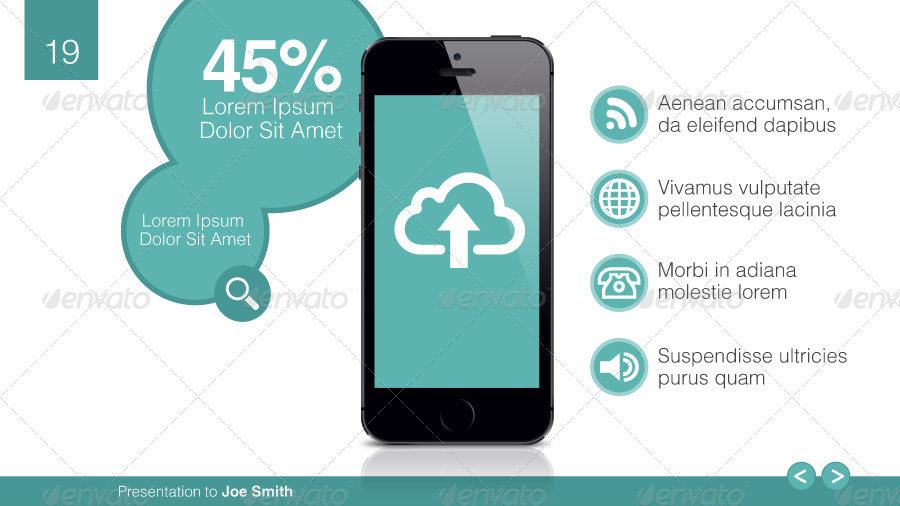 19
45%
Lorem Ipsum
Dolor Sit Amet
Lorem Ipsum
Dolor Sit Amet
Aenean accumsan,
da eleifend dapibus
Vivamus vulputate
pellentesque lacinia
Morbi in adiana
molestie lorem
Suspendisse ultricies
purus quam
Presentation to Joe Smith
envato